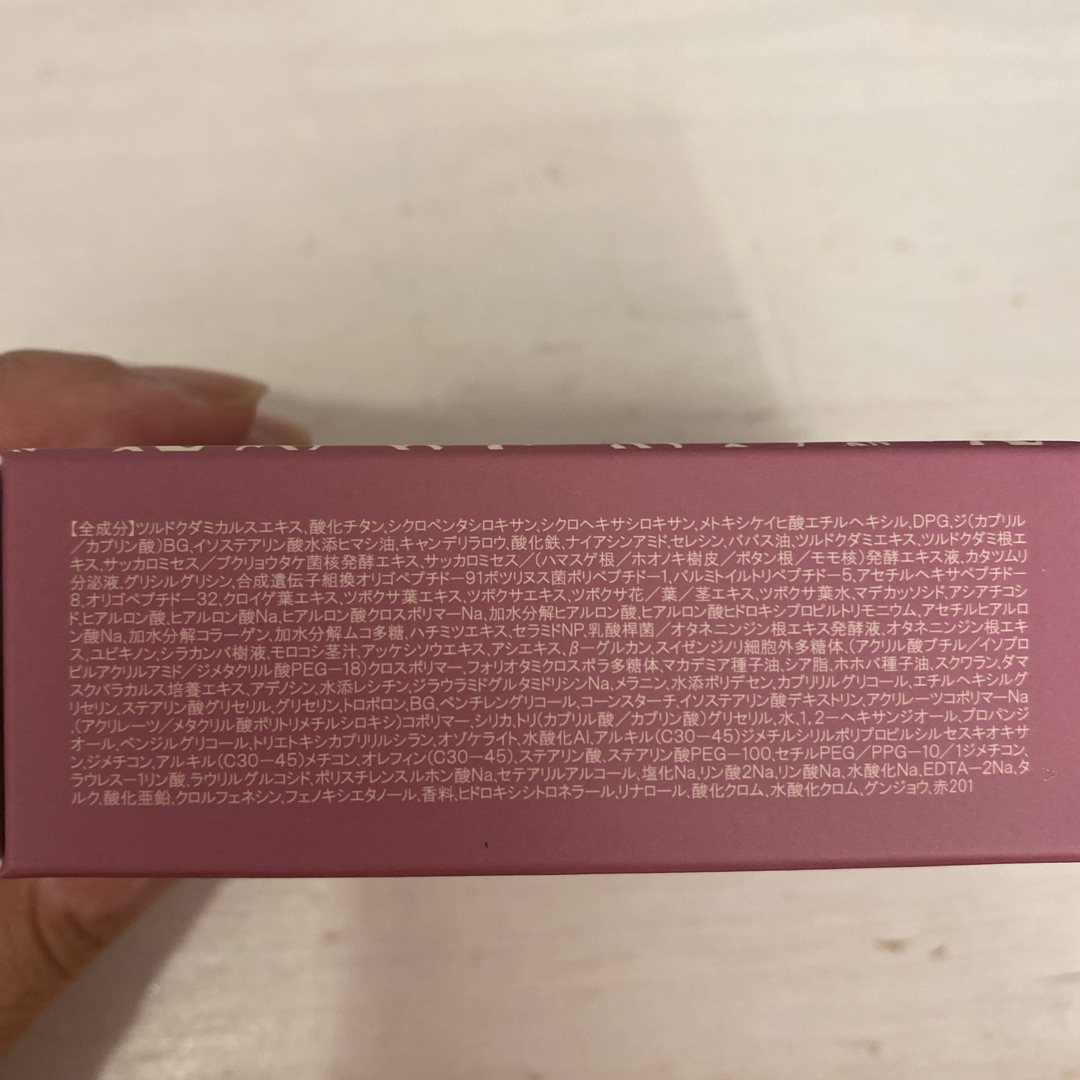 【全成分】ツルドクダミカルスエキス、酸化チタン、シクロペンタシロキサン、シクロヘキサシロキサン、メトキシケイヒ酸エチルヘキシル、DPG、ジ(カプリル
／カプリン酸)BG、イソステアリン酸水添ヒマシ油、キャンデリラロウ、酸化鉄、ナイアシンアミド、セレシン、ババス油、ツルドクダミエキス、ツルドクダミ根エ
キス、サッカロミセス／ブクリョウタケ菌核発酵エキス、サッカロミセス／(ハマスゲ根／ホオノキ樹皮／ボタン根／モモ核)発酵エキス液、カタツムリ
分泌液、グリシルグリシン、合成遺伝子組換オリゴペプチド－91ボツリヌス菌ポリペプチド－1、パルミトイルトリペプチド－5、アセチルヘキサペプチド－
8、オリゴペプチド－32、クロイゲ葉エキス、ツボクサ葉エキス、ツボクサエキス、ツボクサ花／葉／茎エキス、ツボクサ葉水、マデカッソシド、アシアチコシ
ド、ヒアルロン酸、ヒアルロン酸Na、ヒアルロン酸クロスポリマーNa、加水分解ヒアルロン酸、ヒアルロン酸ヒドロキシプロピルトリモニウム、アセチルヒアルロ
ン酸Na、加水分解コラーゲン、加水分解ムコ多糖、ハチミツエキス、セラミドNP.乳酸桿菌／オタネニンジン根エキス発酵液、オタネニンジン根エキ
ス、ユビキノン、シラカンバ樹液、モロコシ茎汁、アッケシソウエキス、アシエキス、β－グルカン、スイゼンジノリ細胞外多糖体、(アクリル酸ブチル／イソプロ
ピルアクリルアミド／ジメタクリル酸PEG－18)クロスポリマー、フォリオタミクロスポラ多糖体、マカデミア種子油、シア脂、ホホバ種子油、スクワラン、ダマ
スクバラカルス培養エキス、アデノシン、水添レシチン、ジラウラミドグルタミドリシンNa、メラニン、水添ポリデセン、カプリリルグリコール、エチルヘキシルグ
リセリン、ステアリン酸グリセリル、グリセリン、トロポロン、BG、ペンチレングリコール、コーンスターチ、イソステアリン酸デキストリン、アクリレーツコポリマーNa
、(アクリレーツ／メタクリル酸ポリトリメチルシロキシ)コポリマー、シリカ、トリ(カプリル酸／カプリン酸)グリセリル、水、1,2－ヘキサンジオール、プロパンジ
オール、ベンジルグリコール、トリエトキシカプリリルシラン、オゾケライト、水酸化Al、アルキル(C30－45)ジメチルシリルポリプロピルシルセスキオキサ
ン、ジメチコン、アルキル(C30－45)メチコン、オレフィン(C30－45)、ステアリン酸、ステアリン酸PEG－100、セチルPEG／PPG－10／1ジメチコン、
ラウレス－1リン酸、ラウリルグルコシド、ポリスチレンスルホン酸Na、セテアリルアルコール、塩化Na、リン酸2Na、リン酸Na、水酸化Na、EDTA－2Na、タ
ルク、酸化亜鉛、クロルフェネシン、フェノキシエタノール、香料、ヒドロキシシトロネラール、リナロール、酸化クロム、水酸化クロム、グンジョウ、赤201